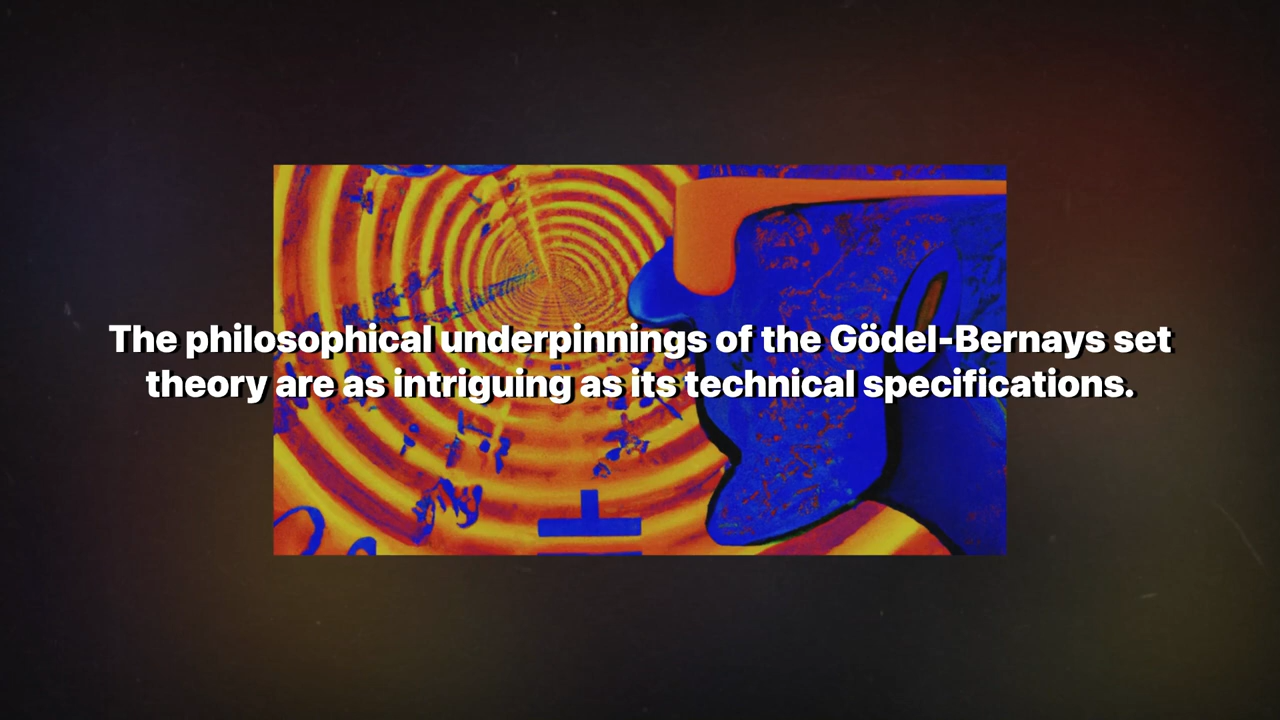 The philosophical underpinnings of the Gödel-Bernays set
theory are as intriguing as its technical specifications.